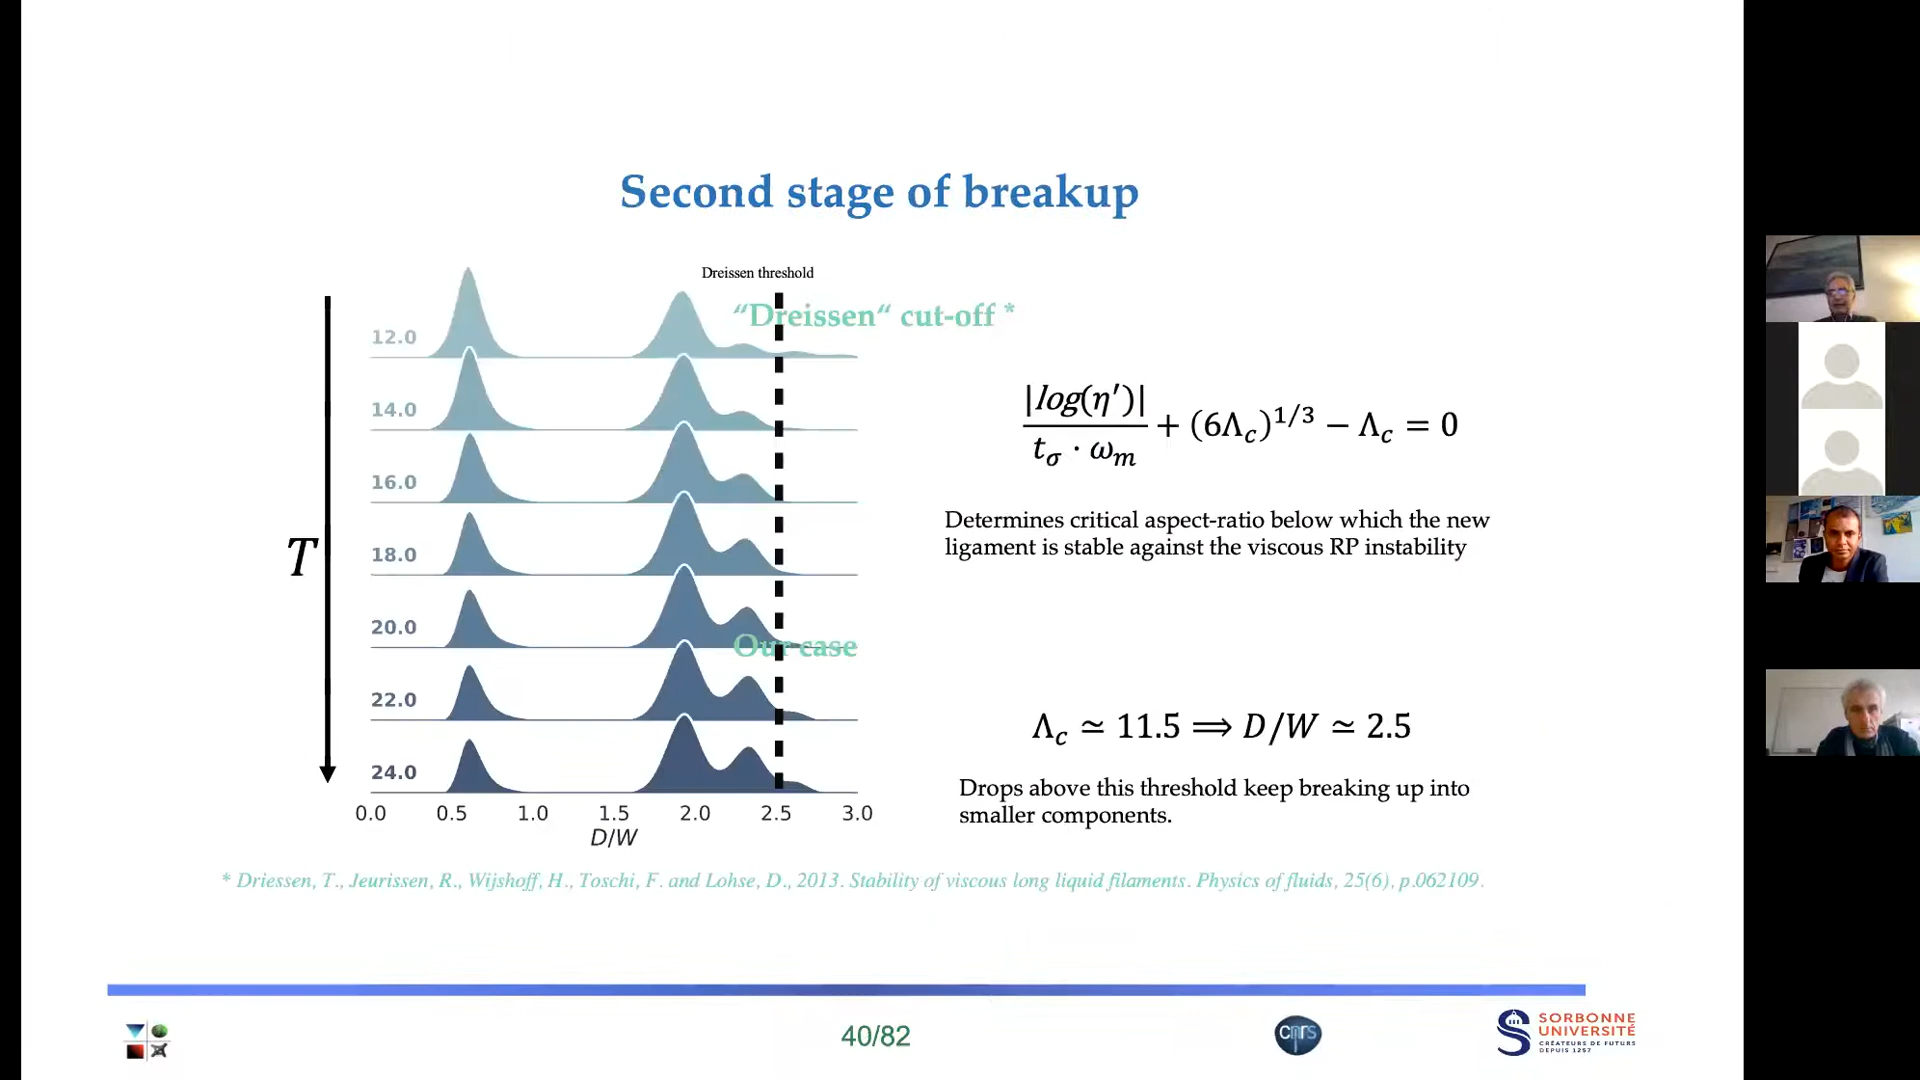 Second stage of breakup
Dreissen threshold
“Dreissen“ cut-off *
12.0
14.0
16.0
18.0
20.0
22.0
24.0
T
0.0 0.5 1.0 1.5 2.0 2.5 3.0
D/W
|log(η′)| / (t_σ · ω_m) + (6Λ_c)^{1/3} − Λ_c = 0
Determines critical aspect-ratio below which the new
ligament is stable against the viscous RP instability
Our case
Λ_c ≃ 11.5 ⟹ D/W ≃ 2.5
Drops above this threshold keep breaking up into
smaller components.
* Driessen, T., Jeurissen, R., Wijshoff, H., Toschi, F. and Lohse, D., 2013. Stability of viscous long liquid filaments. Physics of fluids, 25(6), p.062109.
40/82
cnrs
S SORBONNE
UNIVERSITÉ
CRÉATEURS DE FUTURS
DEPUIS 1257